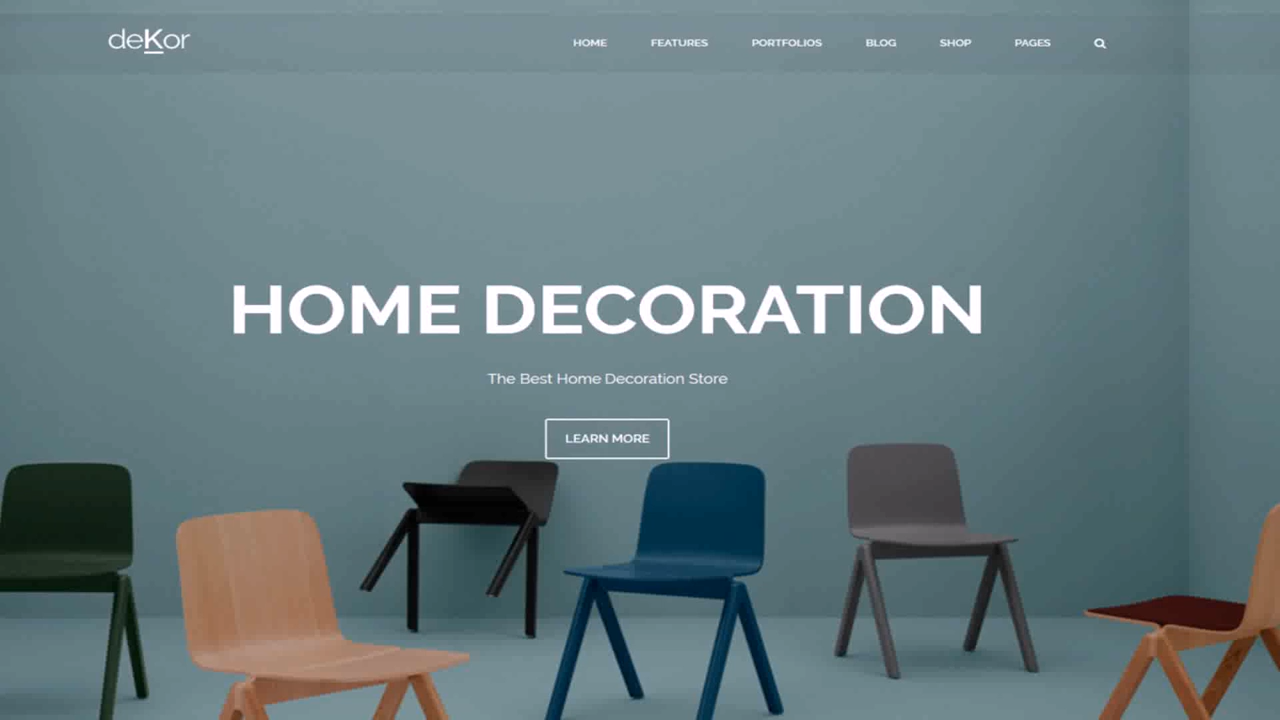 deKor
HOME FEATURES PORTFOLIOS BLOG SHOP PAGES
HOME DECORATION
The Best Home Decoration Store
LEARN MORE